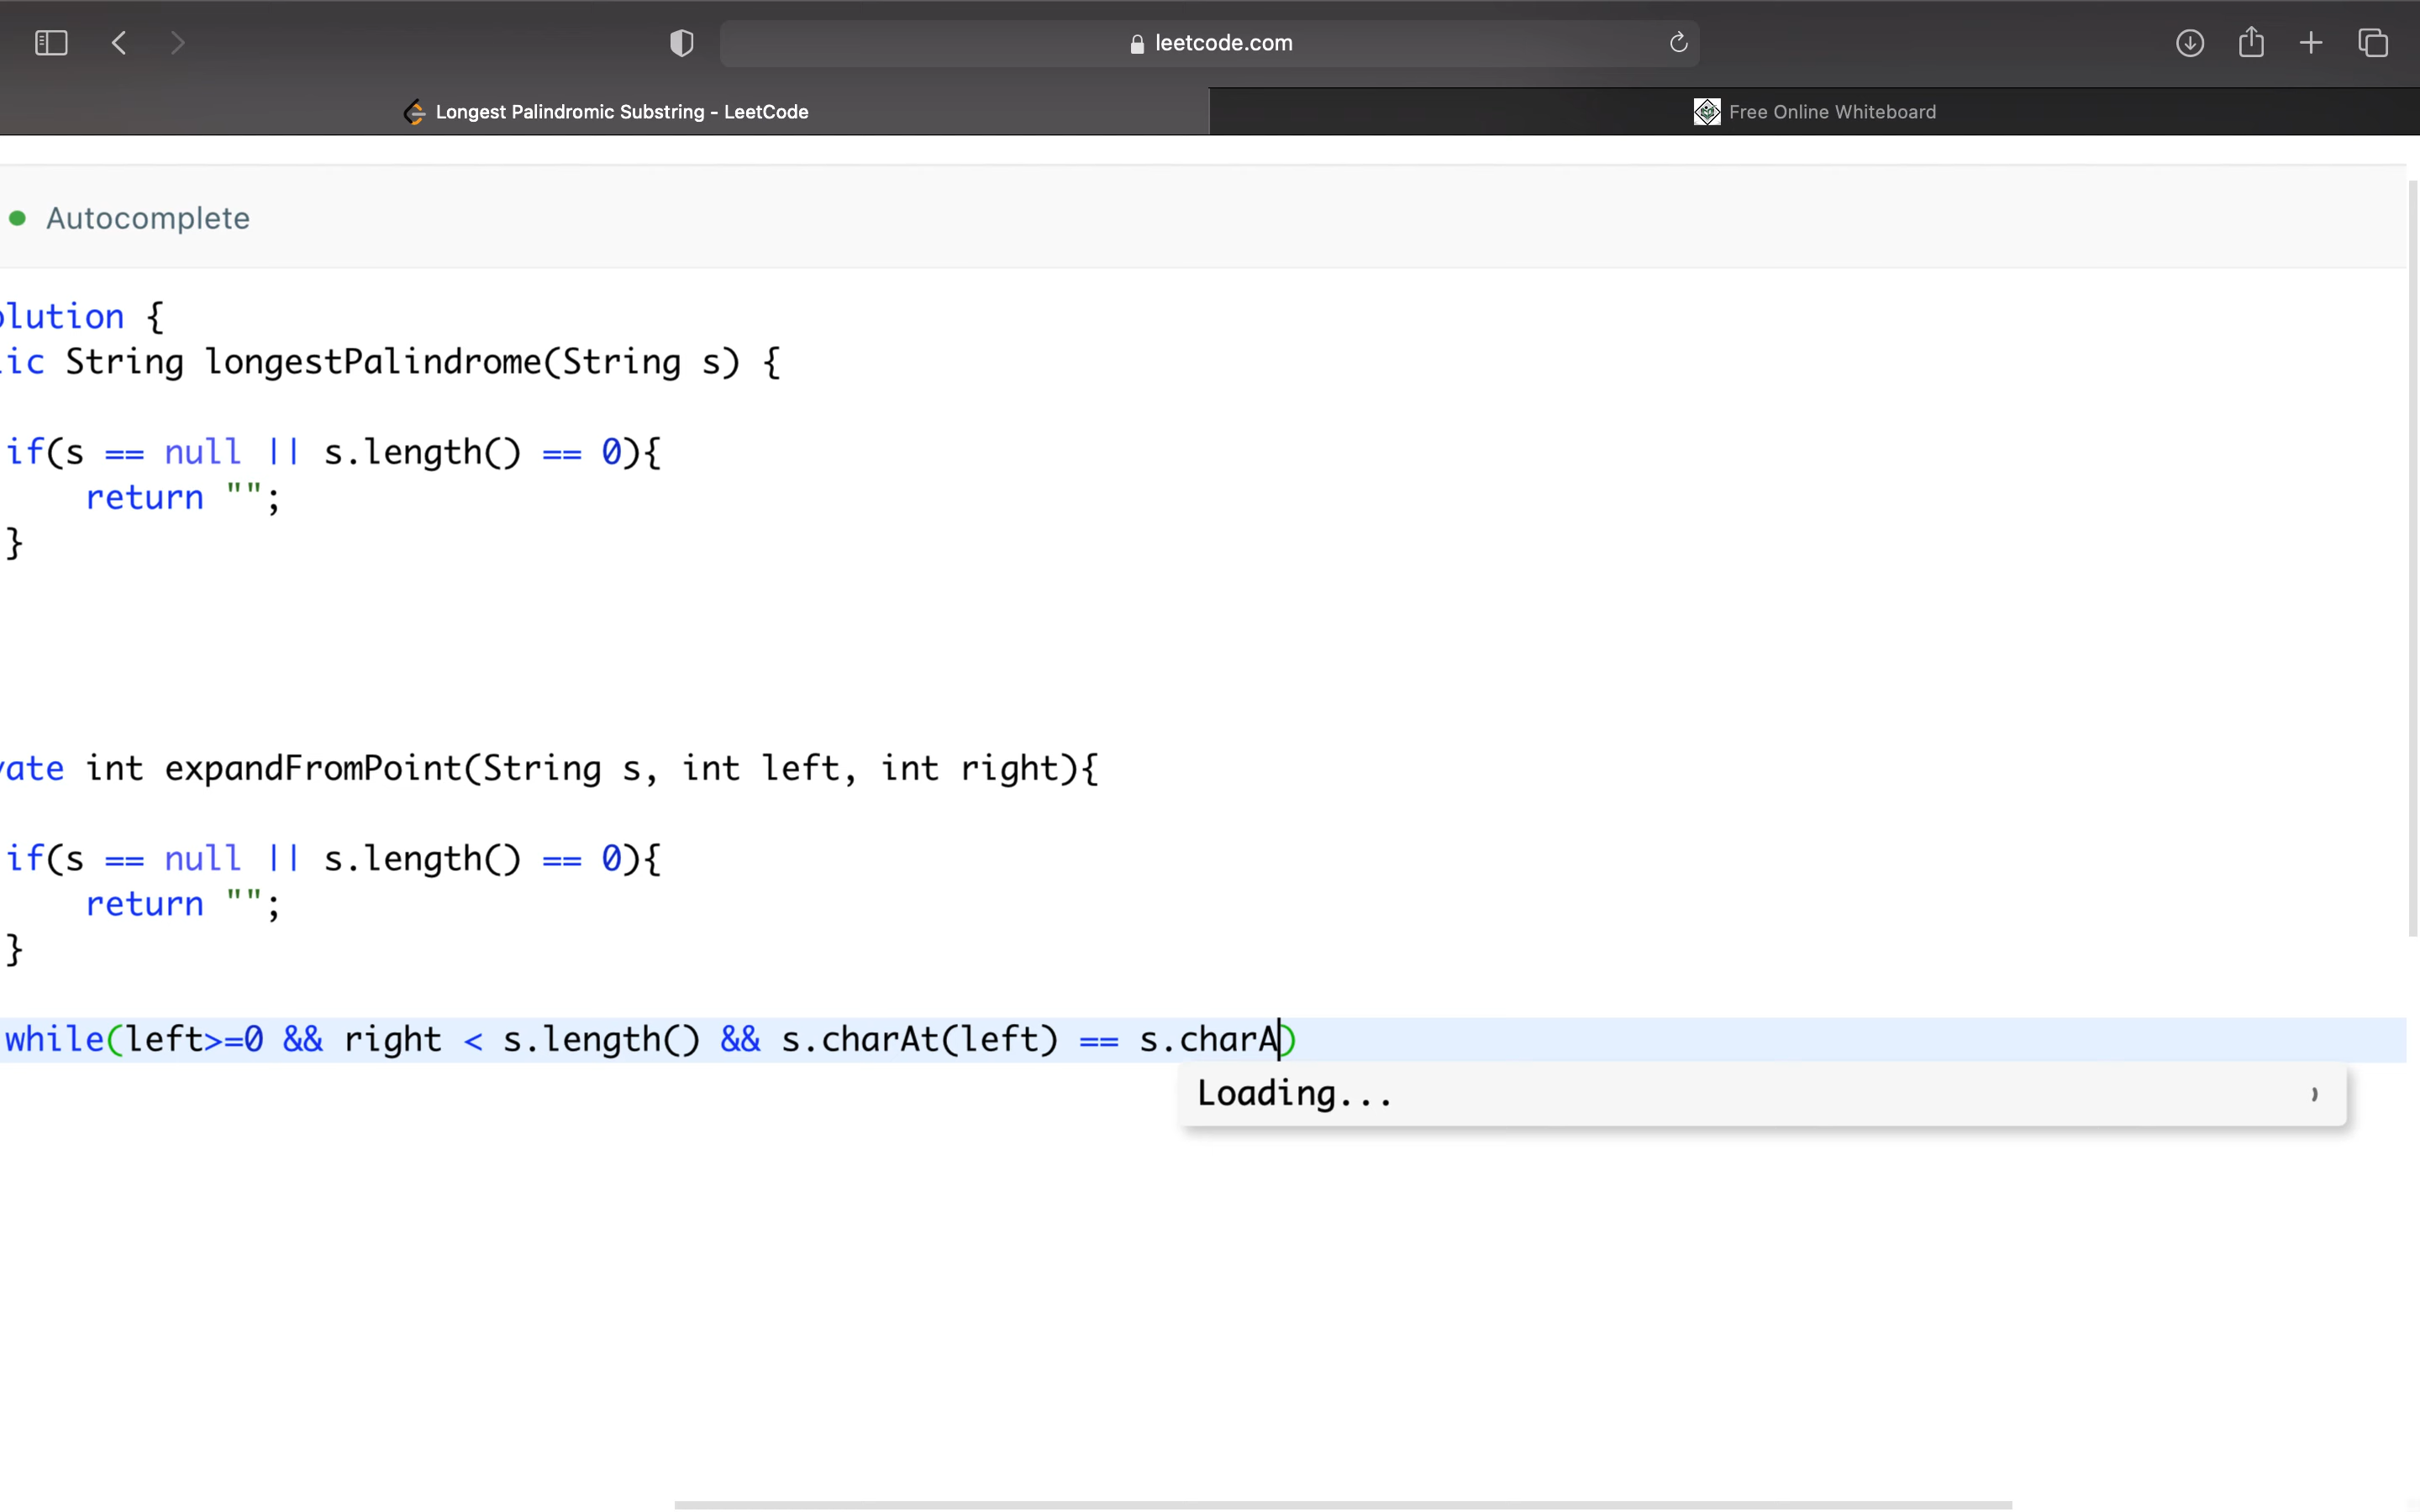 leetcode.com
Longest Palindromic Substring - LeetCode
Free Online Whiteboard
Autocomplete
olution {
ic String longestPalindrome(String s) {
if(s == null || s.length() == 0){
return "";
}
vate int expandFromPoint(String s, int left, int right){
if(s == null || s.length() == 0){
return "";
}
while(left>=0 && right < s.length() && s.charAt(left) == s.charA)
Loading...